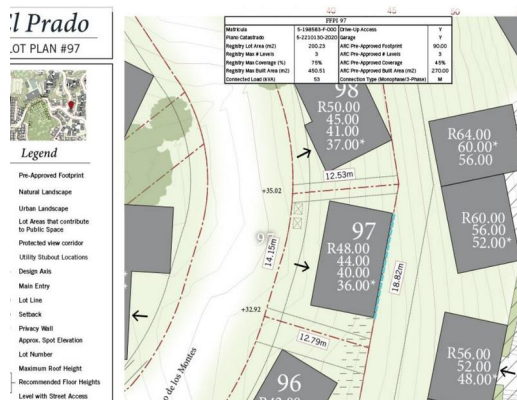 l Prado
LOT PLAN #97
Legend
Pre-Approved Footprint
Natural Landscape
Urban Landscape
Lot Areas that contribute
to Public Space
Protected view corridor
Utility Stubout Locations
Design Axis
Main Entry
Lot Line
Setback
Privacy Wall
Approx. Spot Elevation
Lot Number
Maximum Roof Height
Recommended Floor Heights
Level with Street Access
40 45 50
FFPI 97
Matricula 5-198583-F-000 Drive-Up Access Y
Plano Catastrado 5-2210130-2020 Garage Y
Registry Lot Area (m2) 200.23 ARC Pre-Approved Footprint 90.00
Registry Max # Levels 3 ARC Pre-Approved # Levels 3
Registry Max Coverage (%) 75% ARC Pre-Approved Coverage 45%
Registry Max Built Area (m2) 450.51 ARC Pre-Approved Built Area (m2) 270.00
Connected Load (kVA) 53 Connection Type (Monophase/3-Phase) M
98
R50.00
45.00
41.00
37.00*
R64.00
60.00*
56.00
12.53m
+35.02
97
R48.00
44.00
40.00
36.00*
R60.00
56.00
52.00*
14.15m
18.82m
+32.92
12.79m
R56.00
52.00
48.00*
o de los Montes
96